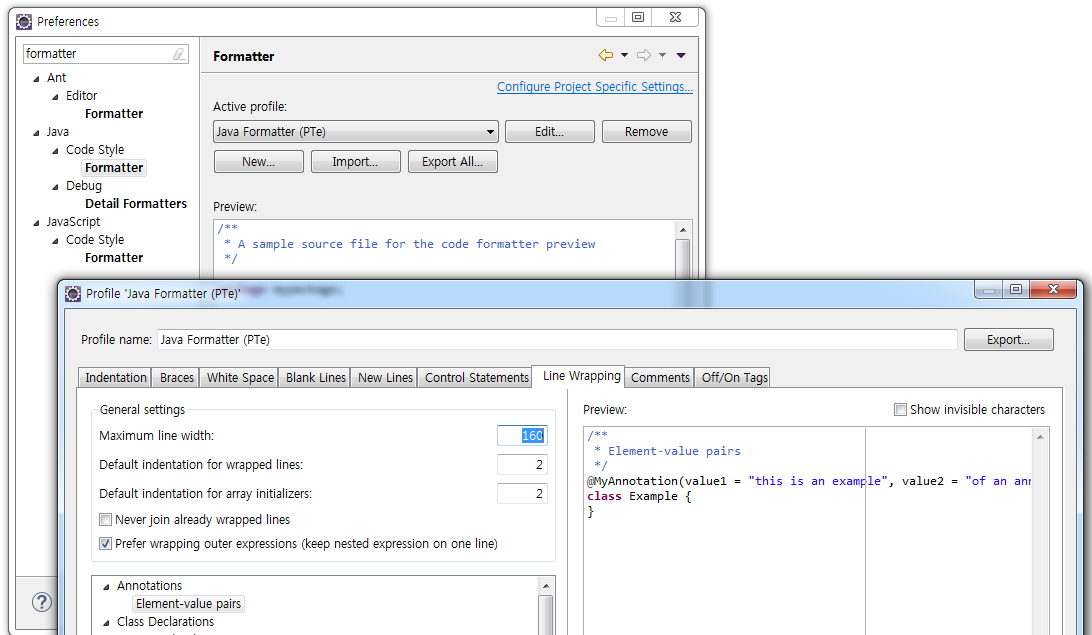 Preferences
formatter
Ant
Editor
Formatter
Java
Code Style
Formatter
Debug
Detail Formatters
JavaScript
Code Style
Formatter
Formatter
Configure Project Specific Settings...
Active profile:
Java Formatter (PTe)
Edit...
Remove
New...
Import...
Export All...
Preview:
/**
* A sample source file for the code formatter preview
*/
Profile 'Java Formatter (PTe)'
Profile name: Java Formatter (PTe)
Export...
Indentation Braces White Space Blank Lines New Lines Control Statements Line Wrapping Comments Off/On Tags
General settings
Maximum line width: 160
Default indentation for wrapped lines: 2
Default indentation for array initializers: 2
Never join already wrapped lines
Prefer wrapping outer expressions (keep nested expression on one line)
Annotations
Element-value pairs
Class Declarations
Preview:
Show invisible characters
/**
* Element-value pairs
*/
@MyAnnotation(value1 = "this is an example", value2 = "of an
class Example {
}